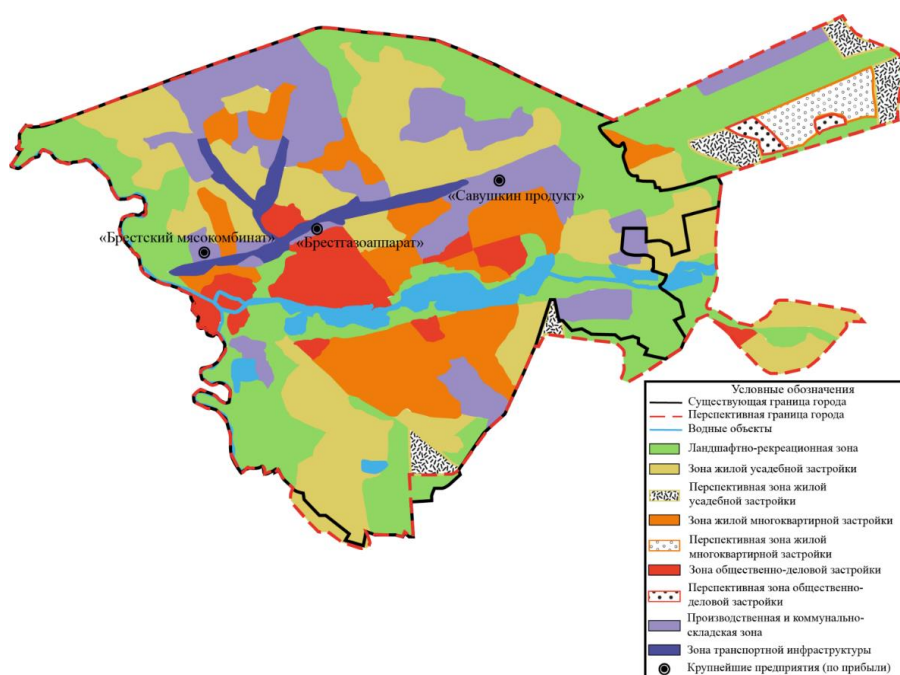 «Савушкин продукт»
«Брестский мясокомбинат»
«Брестгазоаппарат»
Условные обозначения
Существующая граница города
Перспективная граница города
Водные объекты
Ландшафтно-рекреационная зона
Зона жилой усадебной застройки
Перспективная зона жилой
усадебной застройки
Зона жилой многоквартирной застройки
Перспективная зона жилой
многоквартирной застройки
Зона общественно-деловой застройки
Перспективная зона общественно-
деловой застройки
Производственная и коммунально-
складская зона
Зона транспортной инфраструктуры
Крупнейшие предприятия (по прибыли)